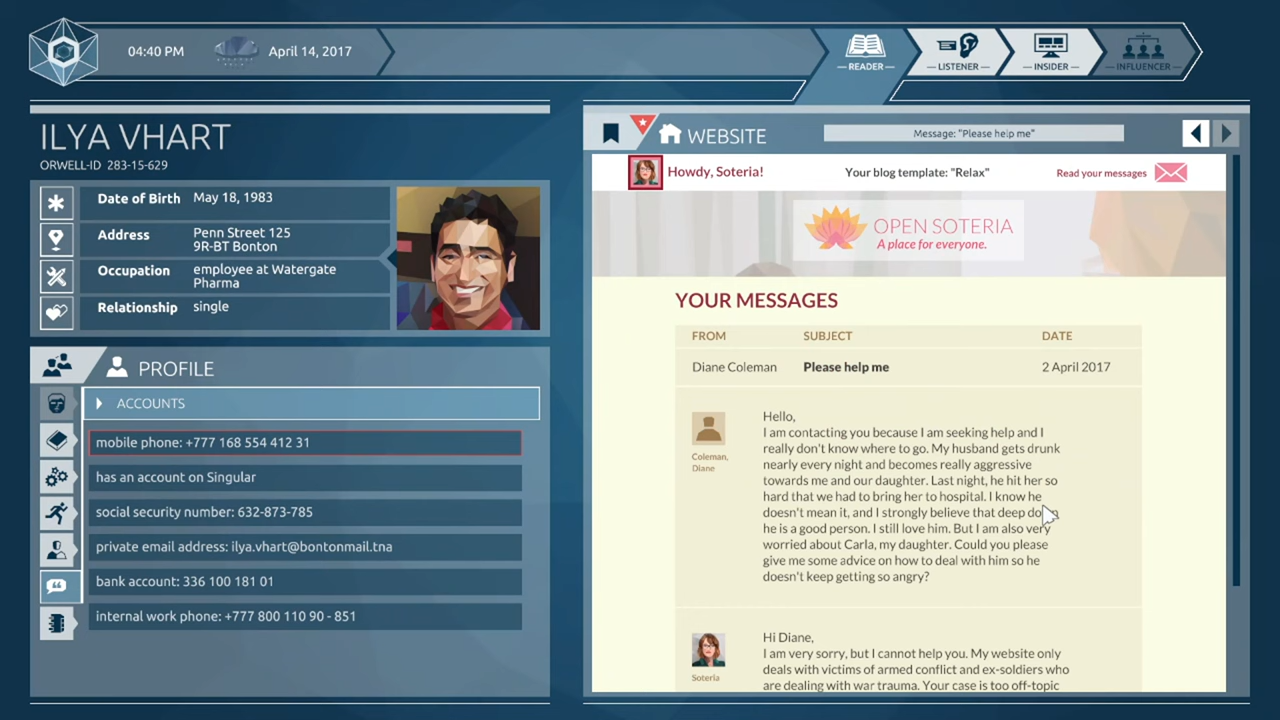 04:40 PM
April 14, 2017
READER
LISTENER
INSIDER
INFLUENCER
ILYA VHART
ORWELL-ID 283-15-629
Date of Birth May 18, 1983
Address Penn Street 125
9R-BT Bonton
Occupation employee at Watergate
Pharma
Relationship single
PROFILE
ACCOUNTS
mobile phone: +777 168 554 412 31
has an account on Singular
social security number: 632-873-785
private email address: ilya.vhart@bontonmail.tna
bank account: 336 100 181 01
internal work phone: +777 800 110 90 - 851
WEBSITE
Message: "Please help me"
Howdy, Soteria!
Your blog template: "Relax"
Read your messages
OPEN SOTERIA
A place for everyone.
YOUR MESSAGES
FROM SUBJECT DATE
Diane Coleman Please help me 2 April 2017
Coleman,
Diane
Hello,
I am contacting you because I am seeking help and I
really don't know where to go. My husband gets drunk
nearly every night and becomes really aggressive
towards me and our daughter. Last night, he hit her so
hard that we had to bring her to hospital. I know he
doesn't mean it, and I strongly believe that deep down
he is a good person. I still love him. But I am also very
worried about Carla, my daughter. Could you please
give me some advice on how to deal with him so he
doesn't keep getting so angry?
Soteria
Hi Diane,
I am very sorry, but I cannot help you. My website only
deals with victims of armed conflict and ex-soldiers who
are dealing with war trauma. Your case is too off-topic